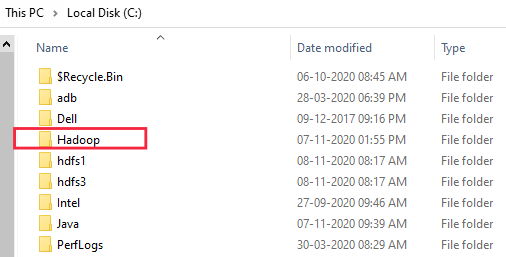 This PC > Local Disk (C:)
Name Date modified Type
$Recycle.Bin 06-10-2020 08:45 AM File folder
adb 28-03-2020 06:39 PM File folder
Dell 09-12-2017 09:16 PM File folder
Hadoop 07-11-2020 01:55 PM File folder
hdfs1 08-11-2020 08:17 AM File folder
hdfs3 08-11-2020 08:17 AM File folder
Intel 27-09-2020 09:46 AM File folder
Java 07-11-2020 09:39 AM File folder
PerfLogs 30-03-2020 08:29 AM File folder